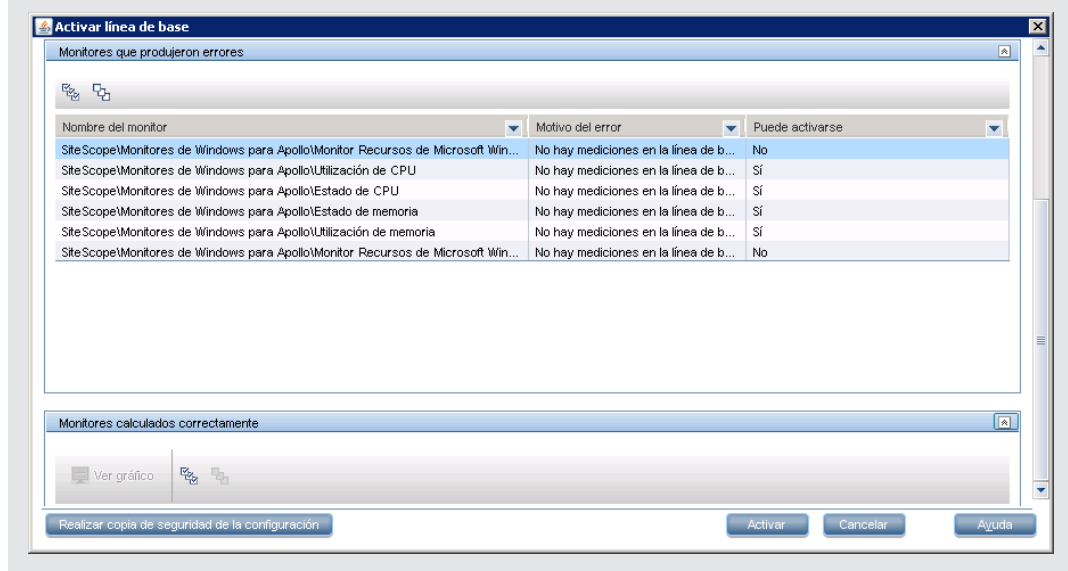 Activar línea de base
Monitores que produjeron errores
Nombre del monitor Motivo del error Puede activarse
SiteScope\Monitores de Windows para Apollo\Monitor Recursos de Microsoft Win... No hay mediciones en la línea de b... No
SiteScope\Monitores de Windows para Apollo\Utilización de CPU No hay mediciones en la línea de b... Sí
SiteScope\Monitores de Windows para Apollo\Estado de CPU No hay mediciones en la línea de b... Sí
SiteScope\Monitores de Windows para Apollo\Estado de memoria No hay mediciones en la línea de b... Sí
SiteScope\Monitores de Windows para Apollo\Utilización de memoria No hay mediciones en la línea de b... Sí
SiteScope\Monitores de Windows para Apollo\Monitor Recursos de Microsoft Win... No hay mediciones en la línea de b... No
Monitores calculados correctamente
Ver gráfico
Realizar copia de seguridad de la configuración Activar Cancelar Ayuda